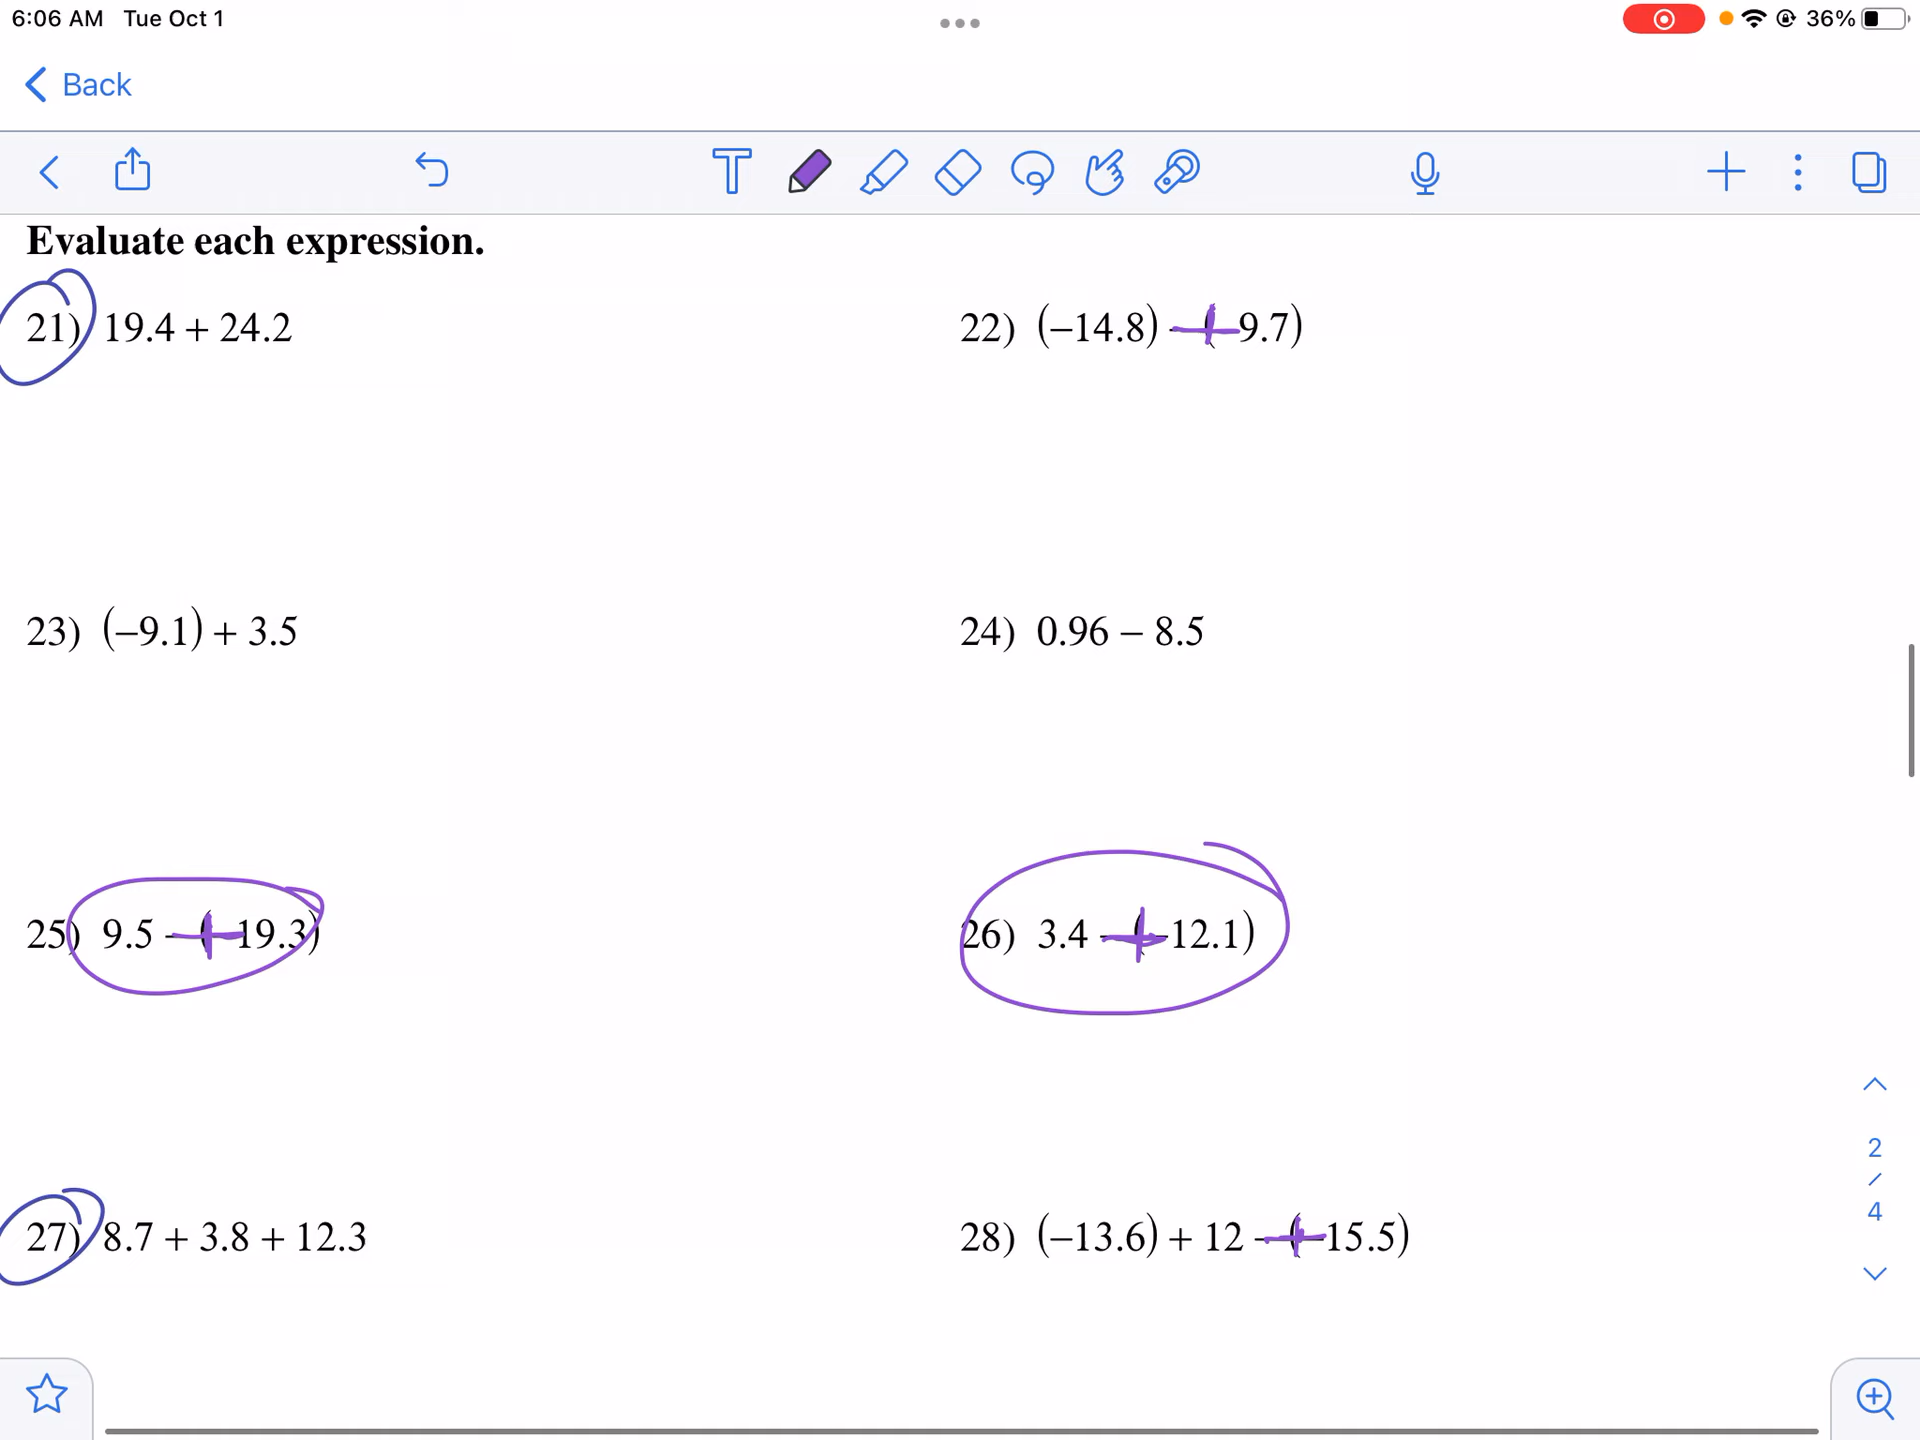 6:06 AM Tue Oct 1
36%
Back
Evaluate each expression.
21) 19.4 + 24.2
22) (−14.8) − (−9.7)
23) (−9.1) + 3.5
24) 0.96 − 8.5
25) 9.5 − (−19.3)
26) 3.4 − (−12.1)
27) 8.7 + 3.8 + 12.3
28) (−13.6) + 12 − (−15.5)
2
/
4